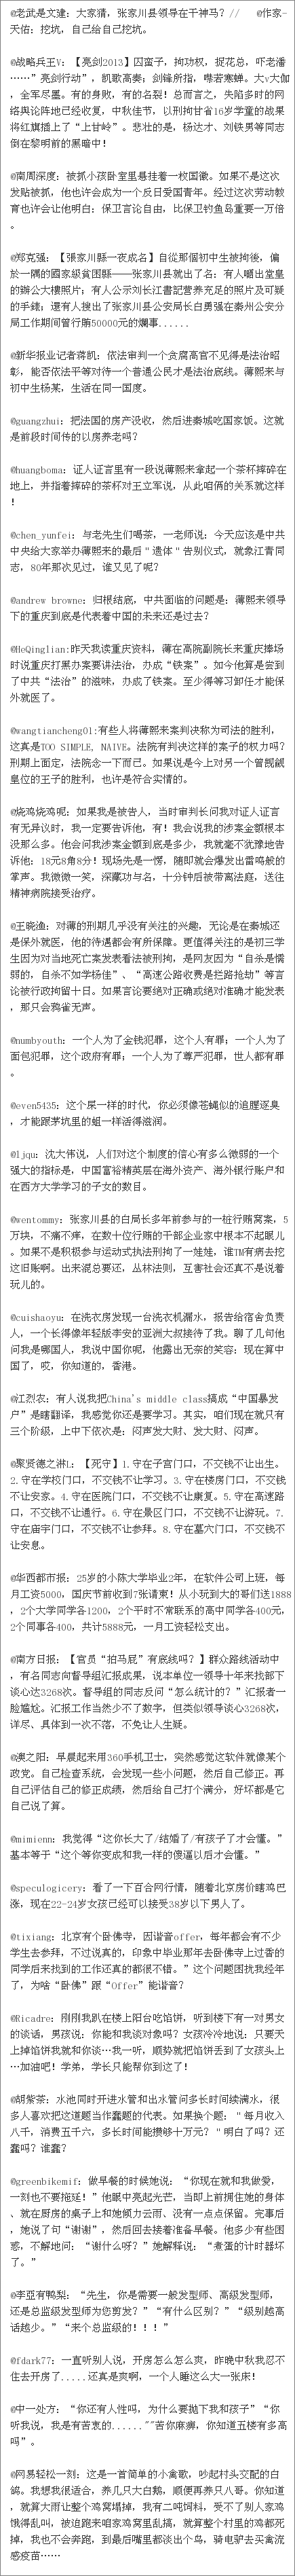 @老武是文建：大家猜，张家川县领导在干神马？//　　@作家-
天佑：挖坑，自己给自己挖坑。
@战略兵王V：【亮剑2013】囚蛮子，拘功权，捉花总，吓老潘
……”亮剑行动”，凯歌高奏；剑锋所指，噤若寒蝉。大V大伽
，全军尽墨。有的身败，有的名裂！总而言之，失陷多时的网
络舆论阵地已经收复，中秋佳节，以刑拘甘省16岁学童的战果
将红旗插上了“上甘岭”。悲壮的是，杨达才、刘铁男等同志
倒在黎明前的黑暗中！
@南周深度：被抓小孩卧室里悬挂着一枚国徽。如果不是这次
发贴被抓，他也许会成为一个反日爱国青年。经过这次劳动教
育也许会让他明白：保卫言论自由，比保卫钓鱼岛重要一万倍
。
@郑克强：【張家川縣一夜成名】自從那個初中生被拘後，偏
於一隅的國家級貧困縣——張家川县就出了名：有人曬出堂皇
的辦公大樓照片；有人公示刘长江書記營养充足的照片及可疑
的手錶；還有人搜出了张家川县公安局长白勇强在秦州公安分
局工作期间曾行贿50000元的爛事......
@新华报业记者蒋凯：依法审判一个贪腐高官不见得是法治昭
彰，能否依法平等对待一个普通公民才是法治底线。薄熙来与
初中生杨某，生活在同一国度。
@guangzhui：把法国的房产没收，然后进秦城吃国家饭。这就
是前段时间传的以房养老吗？
@huangboma：证人证言里有一段说薄熙来拿起一个茶杯摔碎在
地上，并指着摔碎的茶杯对王立军说，从此咱俩的关系就这样
！
@chen_yunfei：与老先生们喝茶，一老师说：今天应该是中共
中央给大家举办薄熙来的最后＂遗体＂告别仪式，就象江青同
志，80年那次见过，谁又见了呢？
@andrew browne：归根结底，中共面临的问题是：薄熙来领导
下的重庆到底是代表着中国的未来还是过去？
@HeQinglian:昨天我读重庆资料，薄在高院副院长来重庆捧场
时说重庆打黑办案要讲法治，办成“铁案”。如今他算是尝到
了中共“法治”的滋味，办成了铁案。至少得等习卸任才能保
外就医了。
@wangtiancheng01:有些人将薄熙来案判决称为司法的胜利，
这真是TOO SIMPLE, NAIVE。法院有判决这样的案子的权力吗？
刑期上面定，法院念一下而已。如果说是今上对另一个曾觊觎
皇位的王子的胜利，也许是符合实情的。
@烧鸡烧鸡呢：如果我是被告人，当时审判长问我对证人证言
有无异议时，我一定要告诉他，有！我会说我的涉案金额根本
没那么多。他会问我涉案金额到底是多少，我就毫不犹豫地告
诉他：18元8角8分！现场先是一愣，随即就会爆发出雷鸣般的
掌声。我微微一笑，深藏功与名，十分钟后被带离法庭，送往
精神病院接受治疗。
@王晓渔：对薄的刑期几乎没有关注的兴趣，无论是在秦城还
是保外就医，他的待遇都会有所保障。更值得关注的是初三学
生因为对当地死亡案发表看法被刑拘，是网友因为“自杀是懦
弱的，自杀不如学杨佳”、“高速公路收费是拦路抢劫”等言
论被行政拘留十日。如果言论要绝对正确或绝对准确才能发表
，那只会鸦雀无声。
@numbyouth：一个人为了金钱犯罪，这个人有罪；一个人为了
面包犯罪，这个政府有罪；一个人为了尊严犯罪，世人都有罪
。
@even5435：这个屎一样的时代，你必须像苍蝇似的追腥逐臭
，才能跟茅坑里的蛆一样活得滋润。
@ljqu：沈大伟说，人们对这个制度的信心有多么微弱的一个
强大的指标是，中国富裕精英层在海外资产、海外银行账户和
在西方大学学习的子女的数目。
@wentommy：张家川县的白局长多年前参与的一桩行贿窝案，5
万块，不痛不痒，在数十位行贿的干部企业家中根本不起眼儿
。如果不是积极参与运动式执法刑拘了一娃娃，谁TM有病去挖
这旧账啊。出来混总要还，丛林法则，互害社会还真不是说着
玩儿的。
@cuishaoyu：在洗衣房发现一台洗衣机漏水，报告给宿舍负责
人，一个长得像年轻版李安的亚洲大叔接待了我。聊了几句他
问我是哪国人，我说中国你呢，他露出无奈的笑容：现在算中
国了，哎，你知道的，香港。
@江烈农：有人说我把China's middle class搞成“中国暴发
户”是瞎翻译，我感觉你还是要学习。其实，咱们现在就只有
三个阶级，上中下依次是：闷声发大财、发大财、闷声。
@聚贤德之淋L：【死守】1.守在子宫门口，不交钱不让出生。
2.守在学校门口，不交钱不让学习。3.守在楼房门口，不交钱
不让安家。4.守在医院门口，不交钱不让康复。5.守在高速路
口，不交钱不让通行。6.守在景区门口，不交钱不让游玩。7.
守在庙宇门口，不交钱不让参拜。8.守在墓穴门口，不交钱不
让安息。
@华西都市报：25岁的小陈大学毕业2年，在软件公司上班，每
月工资5000，国庆节前收到7张请柬！从小玩到大的哥们送1888
，2个大学同学各1200，2个平时不常联系的高中同学各400元，
2个同事各400，共计5888元，一月工资轻松支出。
@南方日报：【官员“拍马屁”有底线吗？】群众路线活动中
，有名同志向督导组汇报成果，说本单位一领导十年来找部下
谈心达3268次。督导组的同志反问“怎么统计的？”汇报者一
脸尴尬。汇报工作当然少不了数字，但类似领导谈心3268次，
详尽、具体到一次不落，不免让人生疑。
@澳之阳：早晨起来用360手机卫士，突然感觉这软件就像某个
政党。自己检查系统，会发现一些小问题，然后自己修正。再
自己评估自己的修正成绩，然后给自己打个满分，好坏都是它
自己说了算。
@mimienn：我觉得“这你长大了/结婚了/有孩子了才会懂。”
基本等于“这个等你变成和我一样的傻逼以后才会懂。”
@speculogicery：看了一下百合网行情，随着北京房价瞎鸡巴
涨，现在22-24岁女孩已经可以接受38岁以下男人了。
@tixiang：北京有个卧佛寺，因谐音offer，每年都会有不少
学生去参拜，不过说真的，印象中毕业那年去卧佛寺上过香的
同学后来找到的工作还真的都很不错。”这个问题困扰我经年
了，为啥“卧佛”跟“Offer”能谐音？
@Ricadre：刚刚我趴在楼上阳台吃馅饼，听到楼下有一对男女
的谈话，男孩说：你能和我谈对象吗？女孩冷冷地说：只要天
上掉馅饼我就和你谈…我一听，顺势就把馅饼丢到了女孩头上
…加油吧！学弟，学长只能帮你到这了！
@胡紫荼：水池同时开进水管和出水管问多长时间续满水，很
多人喜欢把这道题当作蠢题的代表。如果换个题：＂每月收入
八千，消费五千六，多长时间能攒够十万元？＂明白了吗？还
蠢吗？谁蠢？
@greenbikemif：做早餐的时候她说：“你现在就和我做爱，
一刻也不要拖延！”他眼中亮起光芒，当即上前拥住她的身体
、就在厨房的桌子上和她倾力云雨、没有一点点保留。完事后
，她说了句“谢谢”，然后回去接着准备早餐。他多少有些困
惑，不解地问：“谢什么呀？”她解释说：“煮蛋的计时器坏
了。”
@李亞有鸭梨：“先生，你是需要一般发型师、高级发型师，
还是总监级发型师为您剪发？”“有什么区别？”“级别越高
话越少。”“来个总监级的！！！”
@fdark77：一直听别人说，开房怎么怎么爽，昨晚中秋我忍不
住去开房了.....还真是爽啊，一个人睡这么大一张床！
@中一处方：“你还有人性吗，为什么要抛下我和孩子”“你
听我说，我是有苦衷的......""苦你麻痹，你知道五楼有多高
吗”。
@网易轻松一刻：这是一首简单的小禽歌，吵起村头交配的白
鸽。我想我很适合，养几只大白鹅，顺便再养只八哥。你知道
，就算大雨让整个鸡窝塌掉，我有二吨饲料，受不了别人家鸡
饿得乱叫，被迫跑来咱家鸡窝里乱搞，就算整个村里的鸡都死
掉，我也不会奔跑，到最后嘴里都淡出个鸟，骑电驴去买禽流
感疫苗……